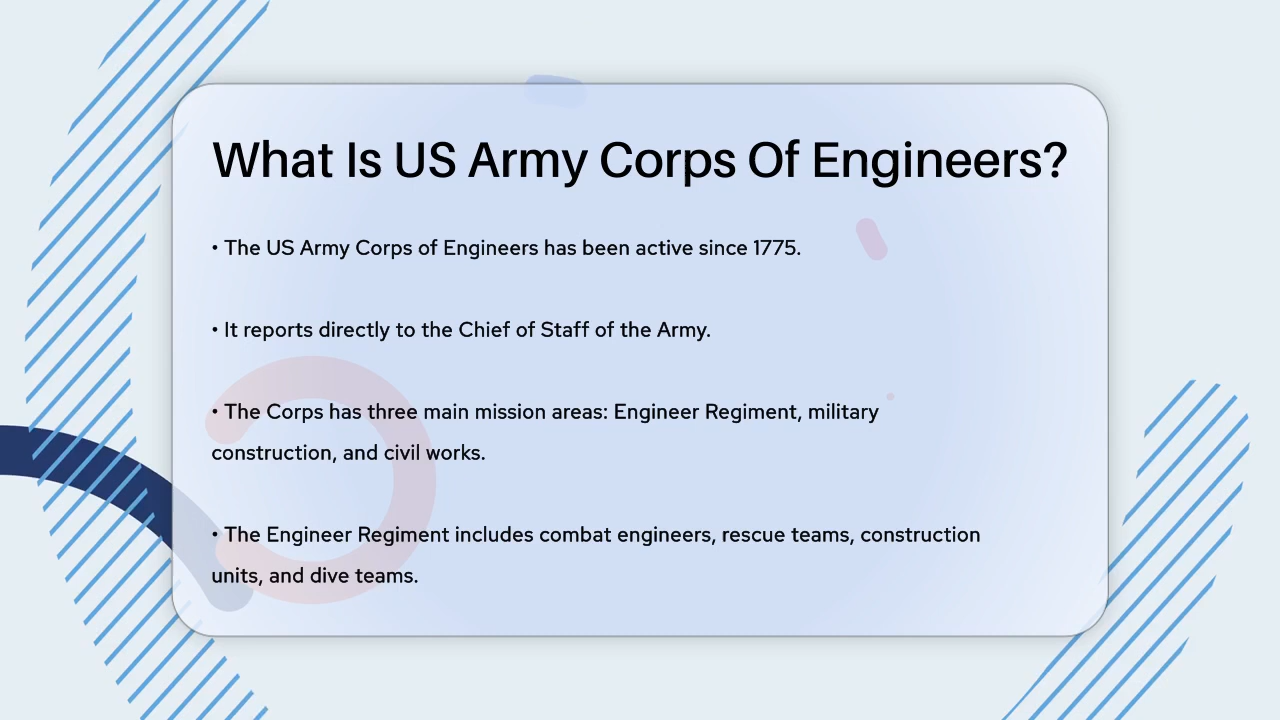 What Is US Army Corps Of Engineers?
• The US Army Corps of Engineers has been active since 1775.
• It reports directly to the Chief of Staff of the Army.
• The Corps has three main mission areas: Engineer Regiment, military
construction, and civil works.
• The Engineer Regiment includes combat engineers, rescue teams, construction
units, and dive teams.